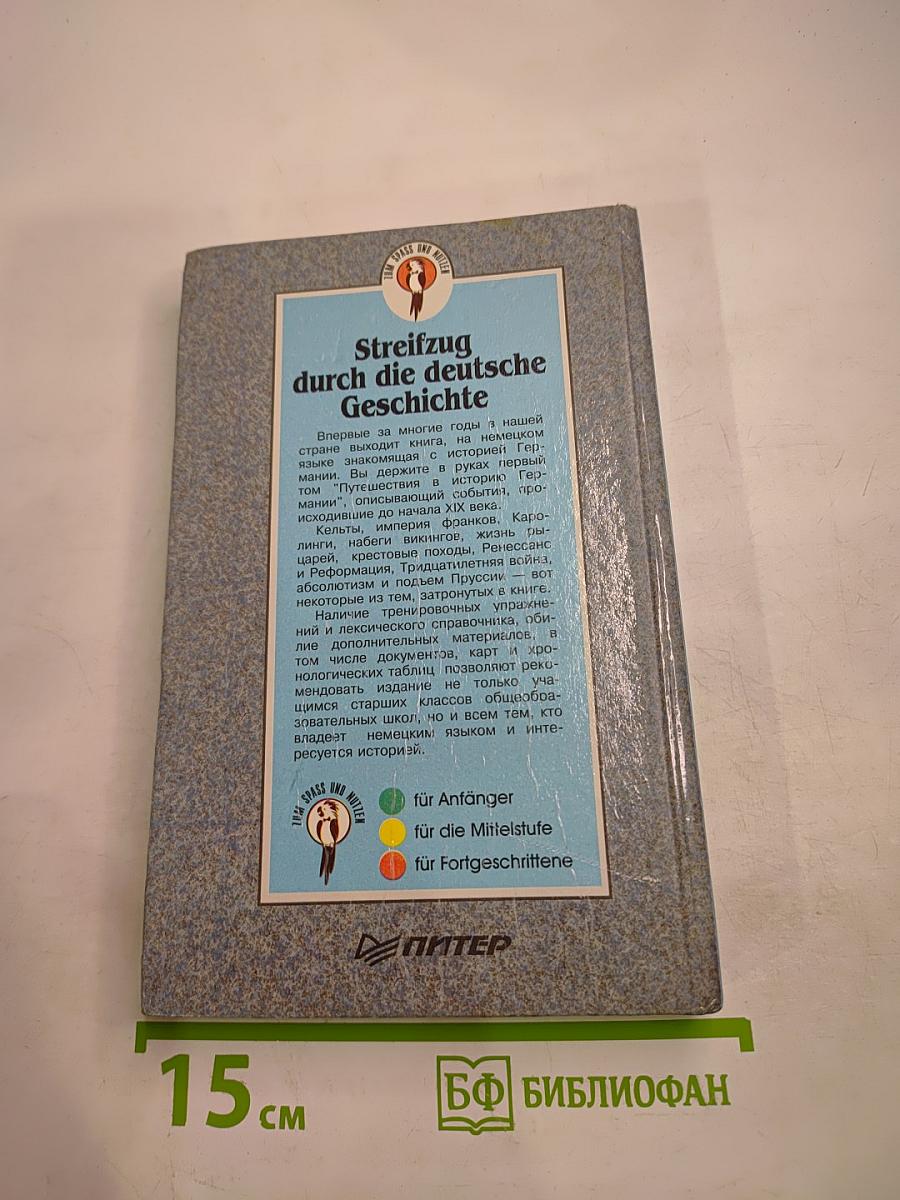 ZUM SPASS UND NUTZEN
Streifzug
durch die deutsche
Geschichte
Впервые за многие годы в нашей
стране выходит книга, на немецком
языке знакомящая с историей Гер-
мании. Вы держите в руках первый
том "Путешествия в историю Гер-
мании", описывающий события, про-
исходившие до начала XIX века.
Кельты, империя франков, Каро-
линги, набеги викингов, жизнь ры-
царей, крестовые походы, Ренессанс
и Реформация, Тридцатилетняя война,
абсолютизм и подъем Пруссии — вот
некоторые из тем, затронутых в книге.
Наличие тренировочных упражне-
ний и лексического справочника, оби-
лие дополнительных материалов, в
том числе документов, карт и хро-
нологических таблиц позволяют реко-
мендовать издание не только уча-
щимся старших классов общеобра-
зовательных школ, но и всем тем, кто
владеет немецким языком и инте-
ресуется историей.
ZUM SPASS UND NUTZEN
für Anfänger
für die Mittelstufe
für Fortgeschrittene
ПИТЕР
15 см
БФ БИБЛИОФАН